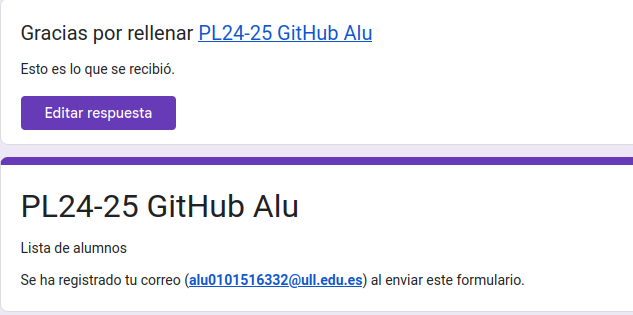 Gracias por rellenar PL24-25 GitHub Alu
Esto es lo que se recibió.
Editar respuesta
PL24-25 GitHub Alu
Lista de alumnos
Se ha registrado tu correo (alu0101516332@ull.edu.es) al enviar este formulario.